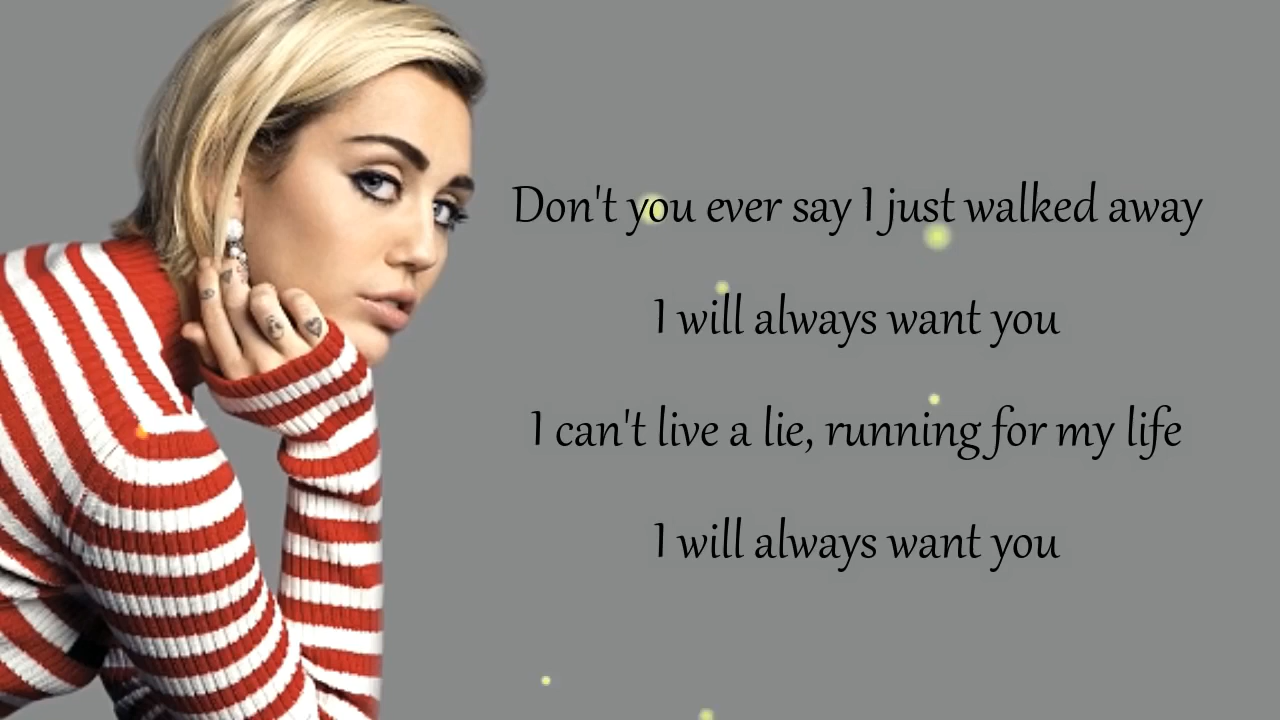 Don't you ever say I just walked away
I will always want you
I can't live a lie, running for my life
I will always want you